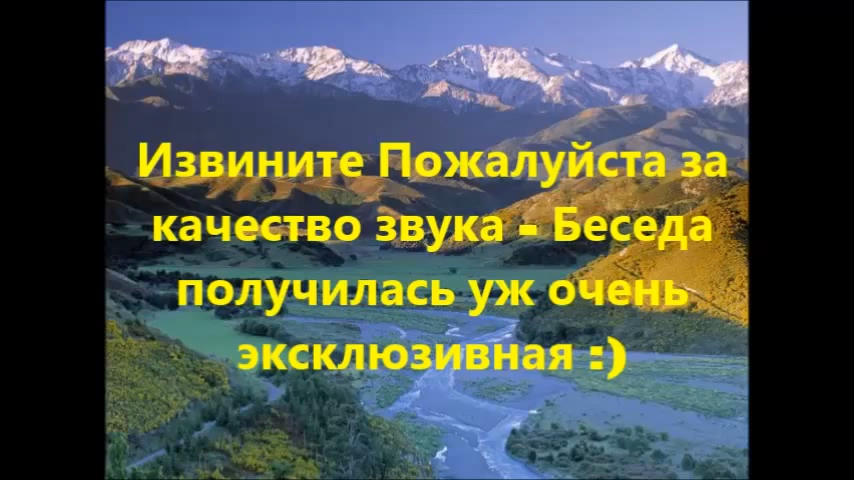 Извините Пожалуйста за
качество звука - Беседа
получилась уж очень
эксклюзивная :)